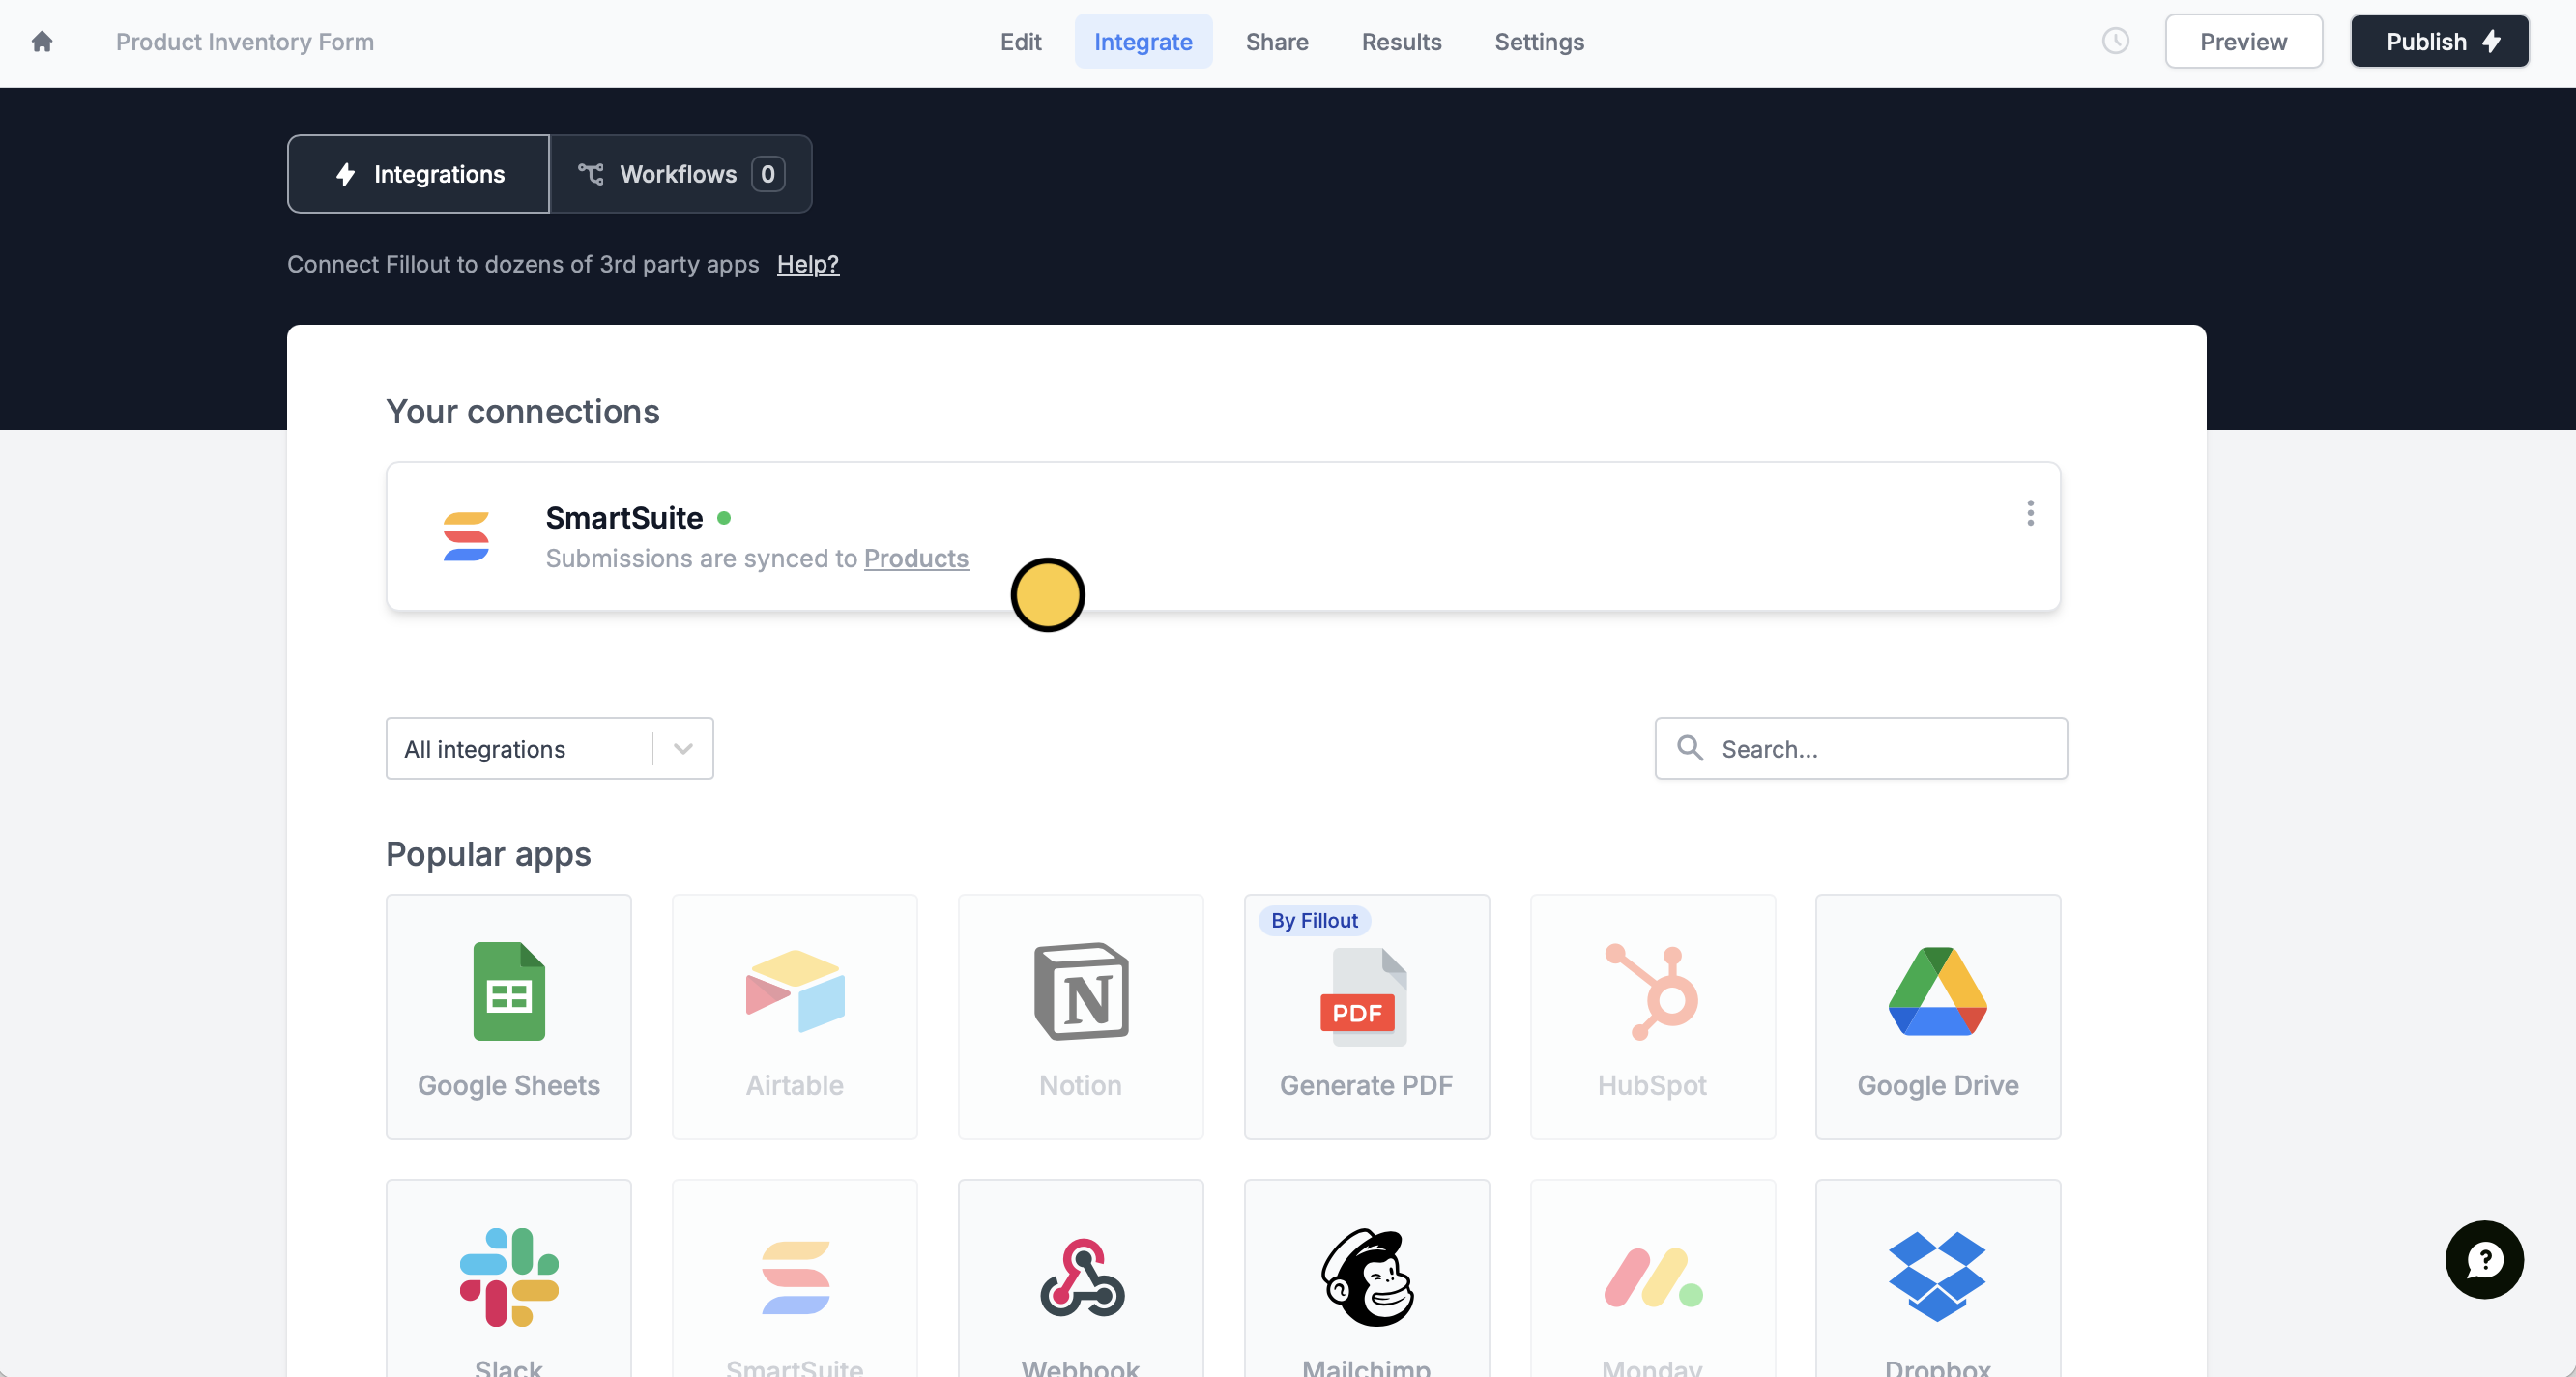 Product Inventory Form
Edit Integrate Share Results Settings
Preview
Publish
Integrations
Workflows 0
Connect Fillout to dozens of 3rd party apps Help?
Your connections
SmartSuite
Submissions are synced to Products
All integrations
Search...
Popular apps
By Fillout
N
PDF
Google Sheets
Airtable
Notion
Generate PDF
HubSpot
Google Drive
Slack
SmartSuite
Webhook
Mailchimp
Monday
Dropbox